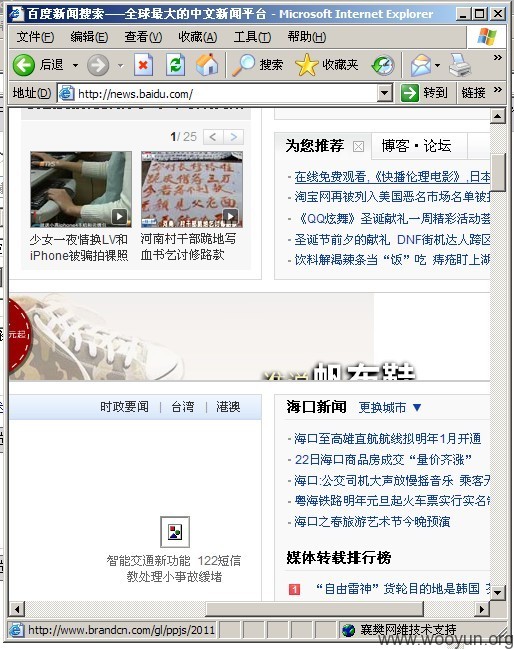 百度新闻搜索——全球最大的中文新闻平台 - Microsoft Internet Explorer
文件(F) 编辑(E) 查看(V) 收藏(A) 工具(T) 帮助(H)
后退 搜索 收藏夹
地址(D) http://news.baidu.com/ 转到 链接
1/ 25
少女一夜情换LV和
iPhone被骗拍裸照
河南村干部跪地写
血书乞讨修路款
为您推荐 博客·论坛
在线免费观看,《快播伦理电影》,日本
淘宝网再被列入美国恶名市场名单被
《QQ炫舞》圣诞献礼一周精彩活动荟
圣诞节前夕的献礼 DNF街机达人跨区
饮料解渴辣条当“饭”吃 痔疮盯上
元起
帆布鞋
时政要闻 | 台湾 | 港澳
智能交通新功能 122短信
教处理小事故缓堵
海口新闻 更换城市 ▼
海口至高雄直航航线拟明年1月开通
22日海口商品房成交“量价齐涨”
海口:公交司机大声放慢摇音乐 乘客
粤海铁路明年元旦起火车票实行实名
海口之春旅游艺术节今晚预演
媒体转载排行榜
1 “自由雷神”货轮目的地是韩国
http://www.brandcn.com/gl/ppjs/2011 襄樊网维技术支持
www.wooyun.org